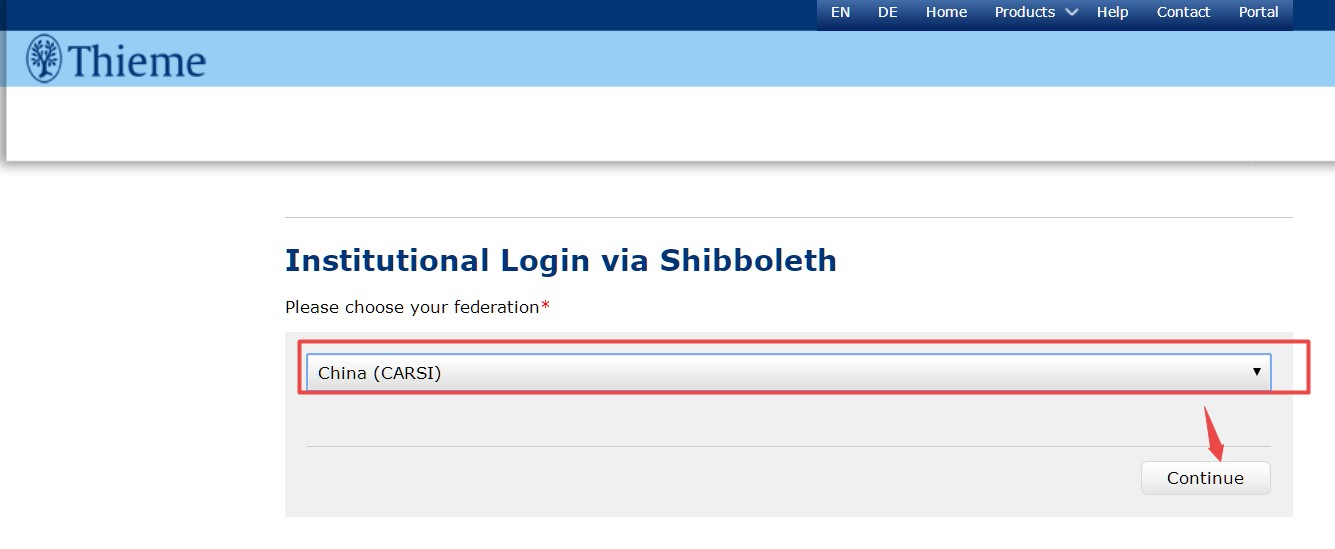 EN DE Home Products Help Contact Portal
Thieme
Institutional Login via Shibboleth
Please choose your federation*
China (CARSI)
Continue